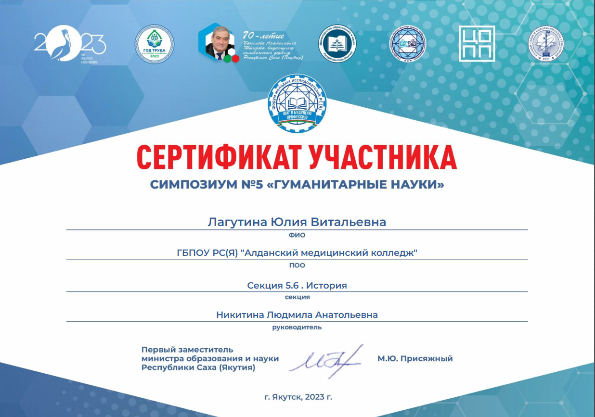 2023
ГОД ТРУДА
70-летие
СЕРТИФИКАТ УЧАСТНИКА
СИМПОЗИУМ №5 «ГУМАНИТАРНЫЕ НАУКИ»
Лагутина Юлия Витальевна
ФИО
ГБПОУ РС(Я) "Алданский медицинский колледж"
ПОО
Секция 5.6 . История
секция
Никитина Людмила Анатольевна
руководитель
Первый заместитель
министра образования и науки
Республики Саха (Якутия)
М.Ю. Присяжный
г. Якутск, 2023 г.